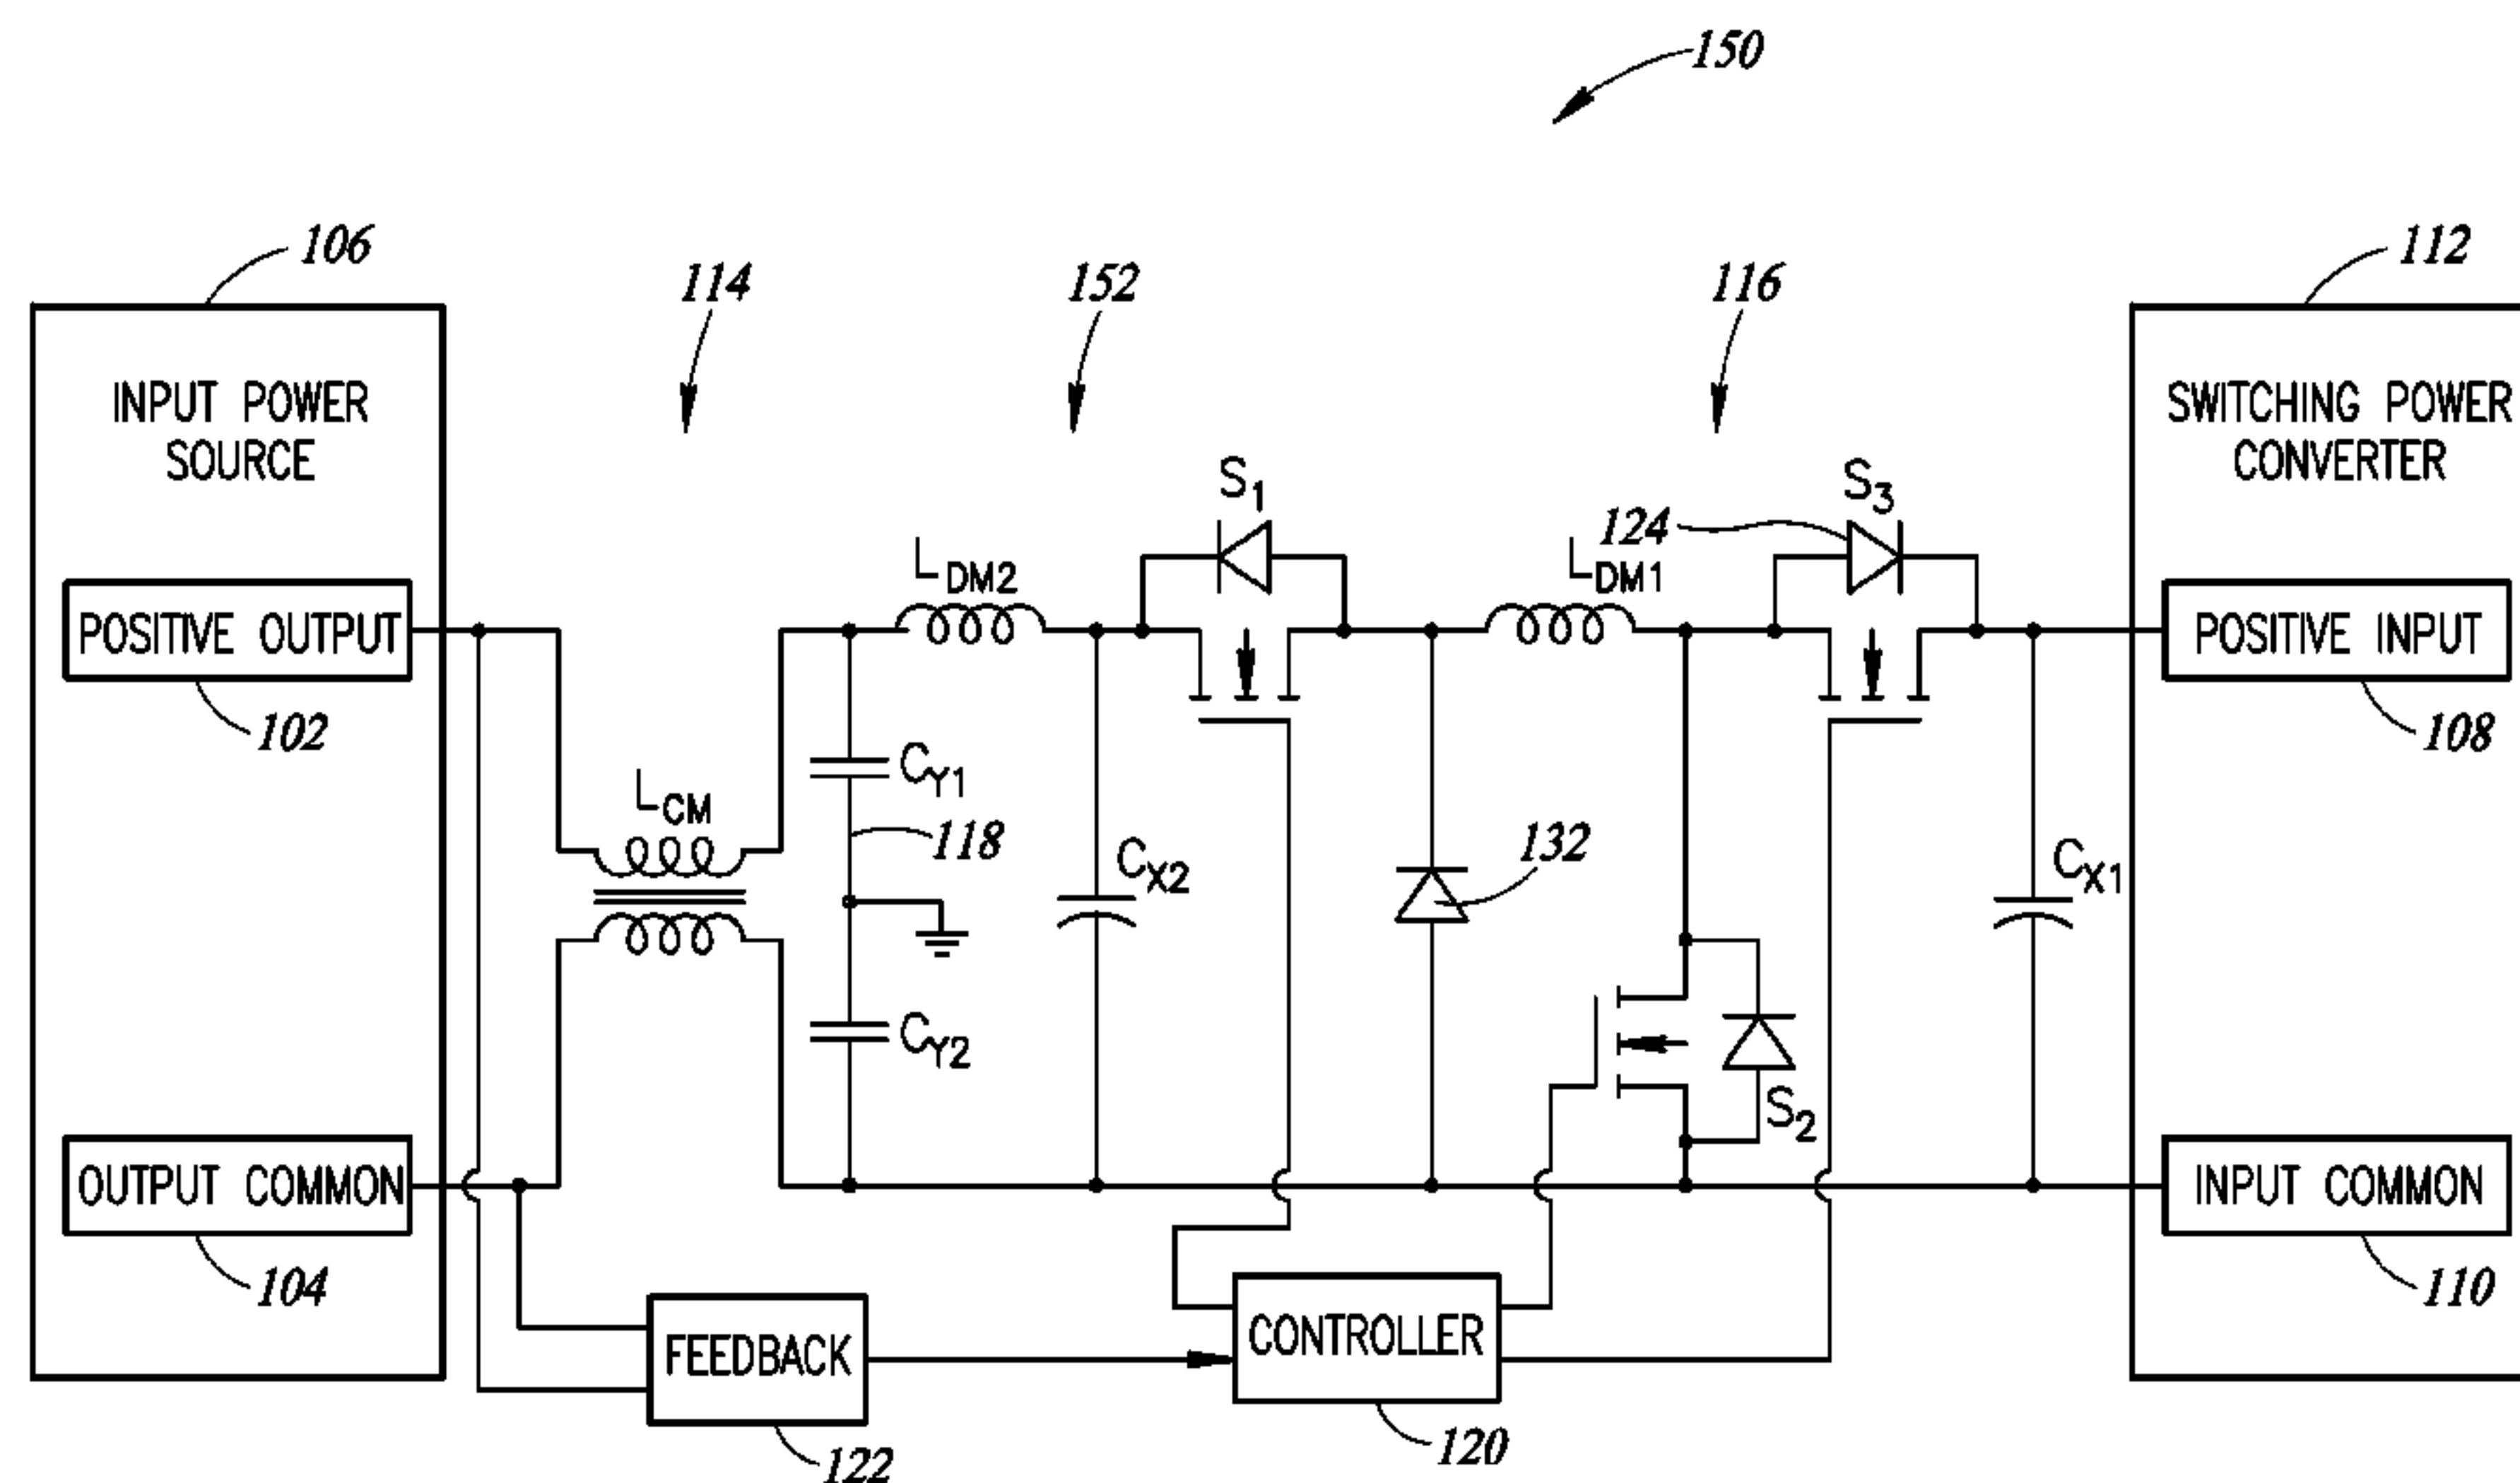 150
106
114
152
116
112
INPUT POWER
SOURCE
SWITCHING POWER
CONVERTER
S1
S3
124
LDM2
LDM1
POSITIVE OUTPUT
POSITIVE INPUT
102
108
CY1
LCM
118
CX2
132
CX1
CY2
S2
OUTPUT COMMON
INPUT COMMON
104
110
FEEDBACK
CONTROLLER
122
120